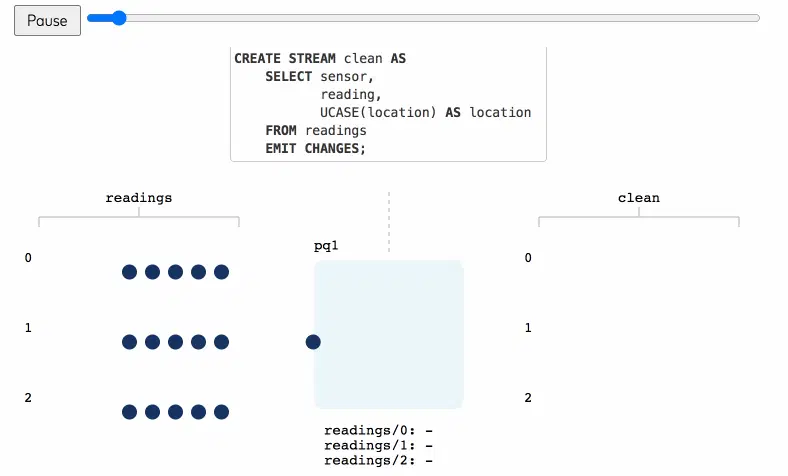 Pause
CREATE STREAM clean AS
    SELECT sensor,
           reading,
           UCASE(location) AS location
    FROM readings
    EMIT CHANGES;
readings
clean
pq1
0
0
1
1
2
2
readings/0: -
readings/1: -
readings/2: -